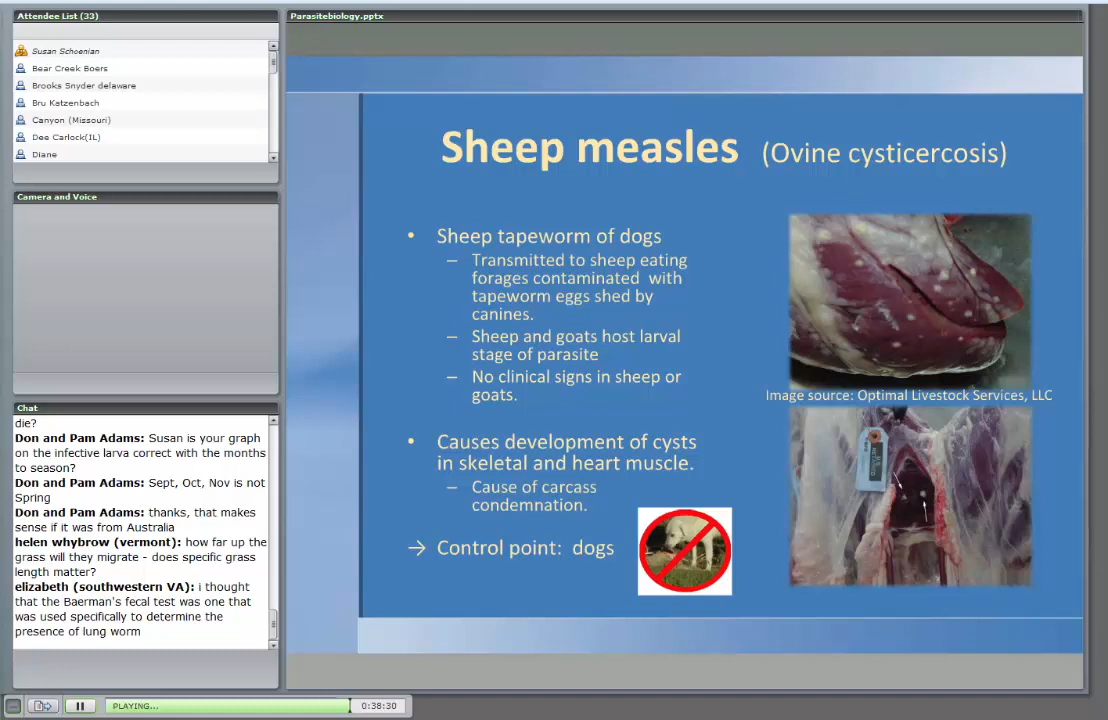 Attendee List (33)
Susan Schoenian
Bear Creek Boers
Brooks Snyder delaware
Bru Katzenbach
Canyon (Missouri)
Dee Carlock(IL)
Diane
Camera and Voice
Chat
die?
Don and Pam Adams: Susan is your graph
on the infective larva correct with the months
to season?
Don and Pam Adams: Sept, Oct, Nov is not
Spring
Don and Pam Adams: thanks, that makes
sense if it was from Australia
helen whybrow (vermont): how far up the
grass will they migrate - does specific grass
length matter?
elizabeth (southwestern VA): i thought
that the Baerman's fecal test was one that
was used specifically to determine the
presence of lung worm
PLAYING...
0:38:30
Parasitebiology.pptx
Sheep measles (Ovine cysticercosis)
• Sheep tapeworm of dogs
– Transmitted to sheep eating
forages contaminated with
tapeworm eggs shed by
canines.
– Sheep and goats host larval
stage of parasite
– No clinical signs in sheep or
goats.
• Causes development of cysts
in skeletal and heart muscle.
– Cause of carcass
condemnation.
→ Control point: dogs
Image source: Optimal Livestock Services, LLC